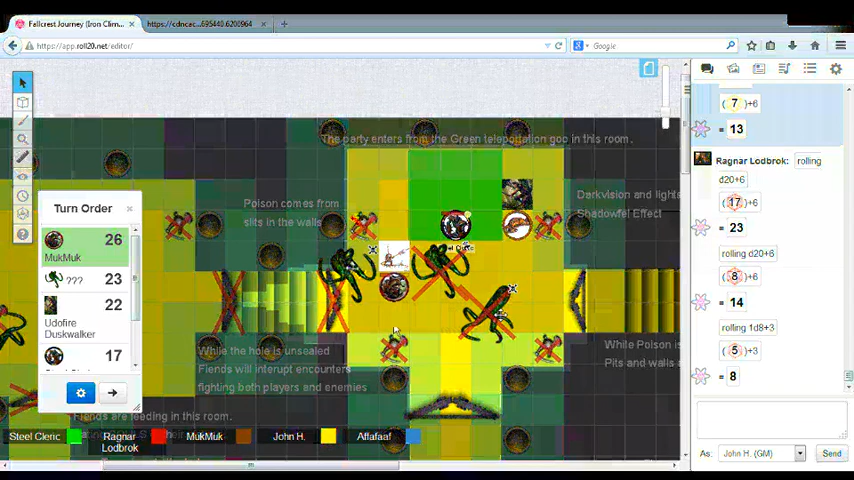 Fallcrest Journey (Iron Clim...
https://cdncac...695440.6200964
https://app.roll20.net/editor/
Google
The party enters from the Green teleportation goo in this room.
Poison comes from
slits in the walls
Darkvision and lights
Shadowfel Effect
While the hole is unsealed
Fiends will interupt encounters
fighting both players and enemies
While Poison is
Pits and walls
Fiends are feeding in this room.
Turn Order
26
MukMuk
??? 23
22
Udofire
Duskwalker
17
Steel Cleric
Ragnar
Lodbrok
MukMuk
John H.
Affafaaf
(7)+6
= 13
Ragnar Lodbrok: rolling
d20+6
(17)+6
= 23
rolling d20+6
(8)+6
= 14
rolling 1d8+3
(5)+3
= 8
As: John H. (GM)
Send